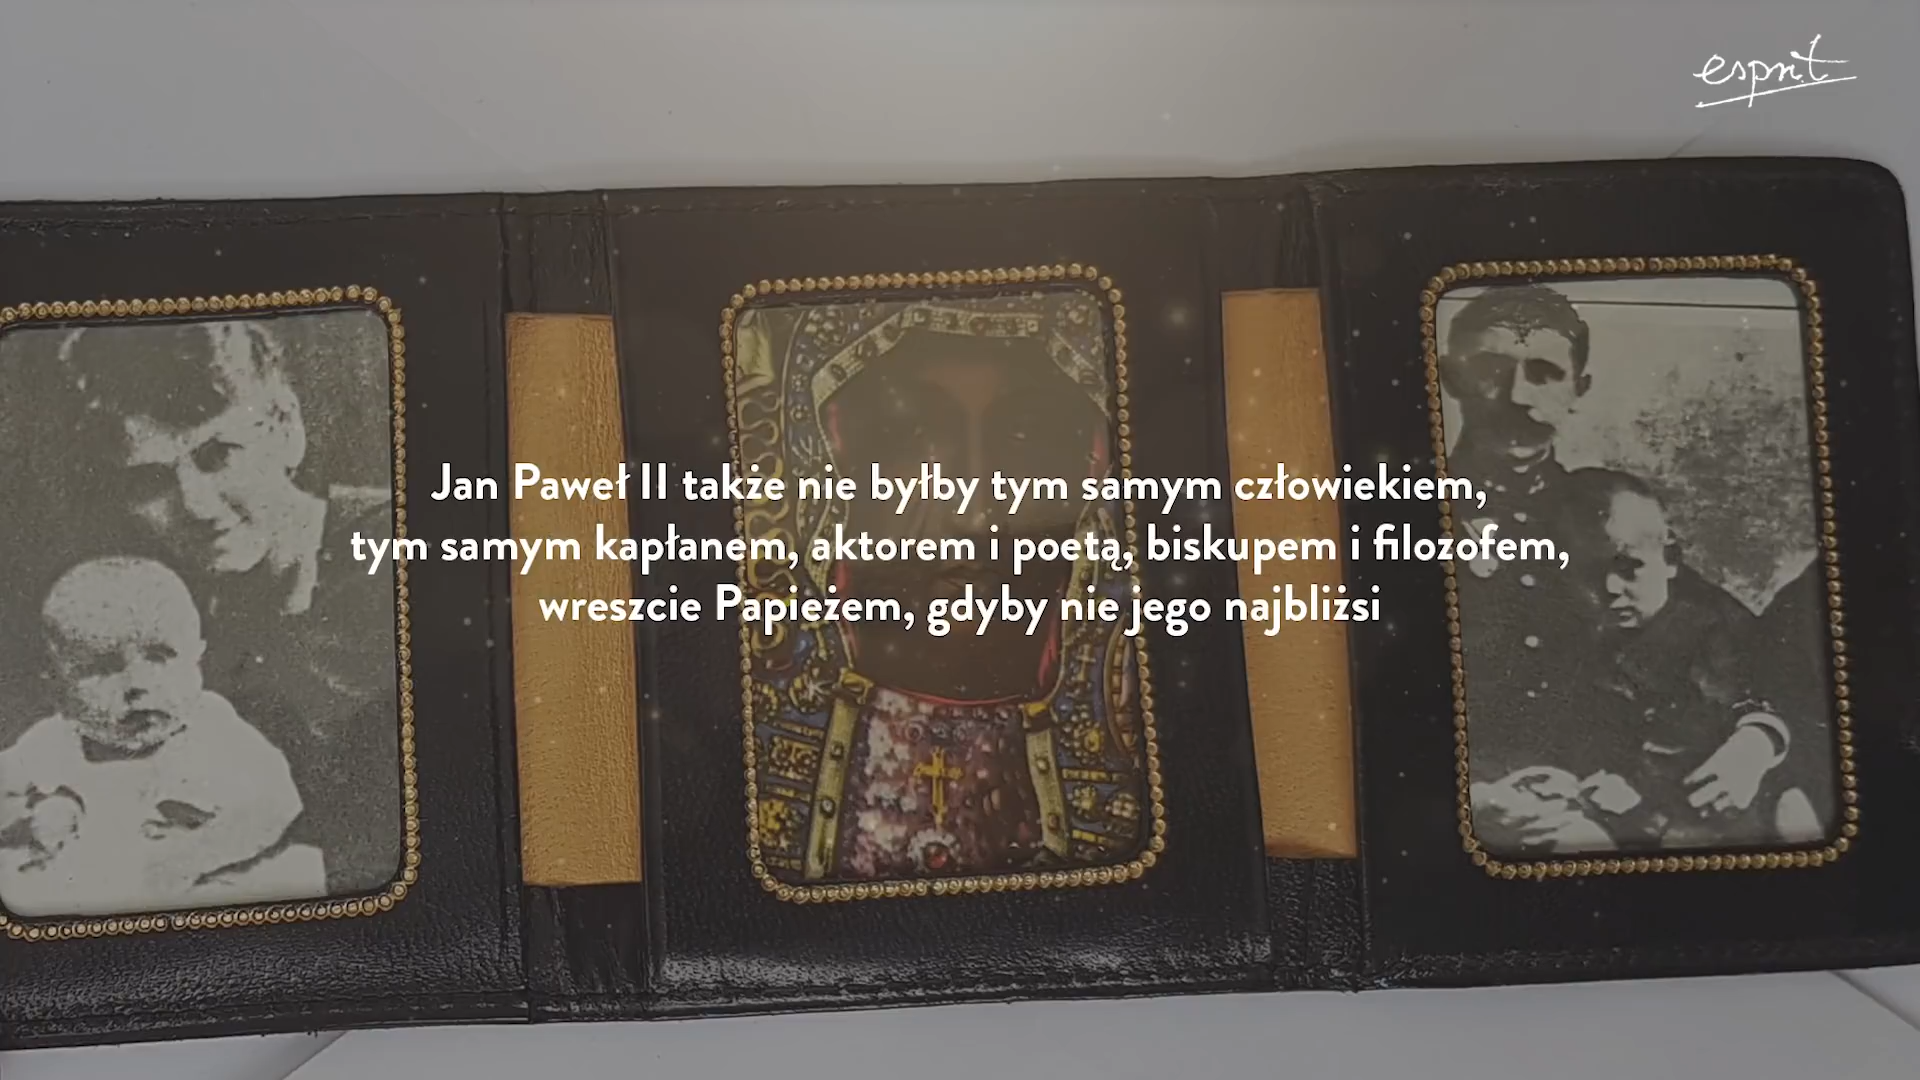 esprit
Jan Paweł II także nie byłby tym samym człowiekiem,
tym samym kapłanem, aktorem i poetą, biskupem i filozofem,
wreszcie Papieżem, gdyby nie jego najbliżsi